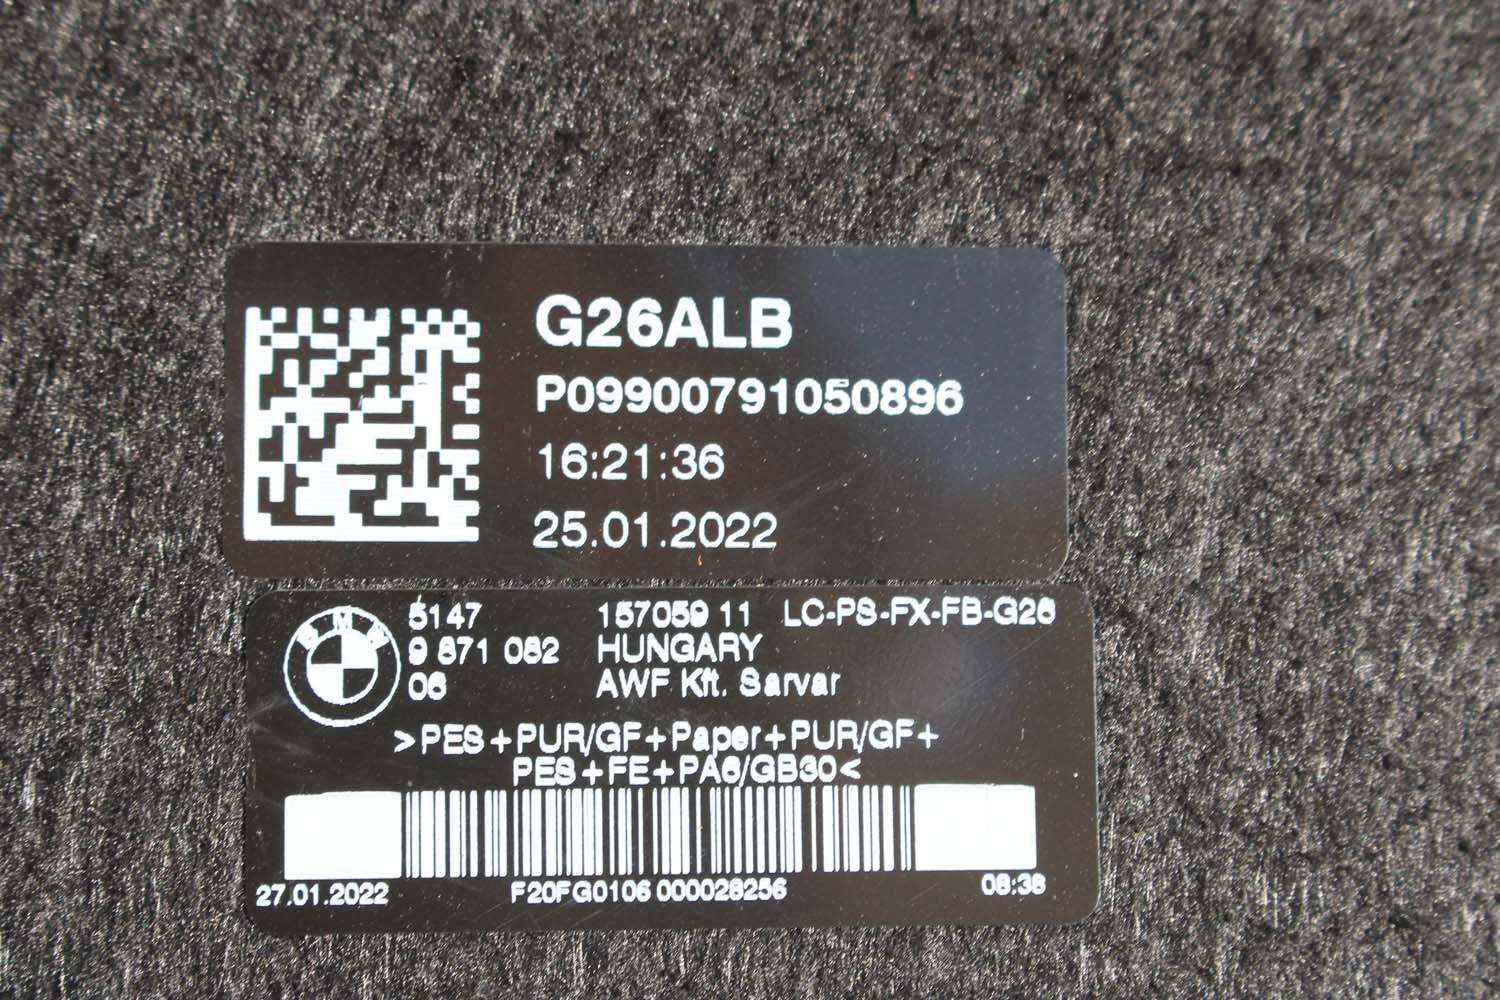 G26ALB
P09900791050896
16:21:36
25.01.2022
BMW
5147 157059 11 LC-PS-FX-FB-G26
9 871 082 HUNGARY
06 AWF Kft. Sarvar
>PES+PUR/GF+Paper+PUR/GF+
PES+FE+PA6/GB30<
27.01.2022 F20FG0106 000028256 08:38